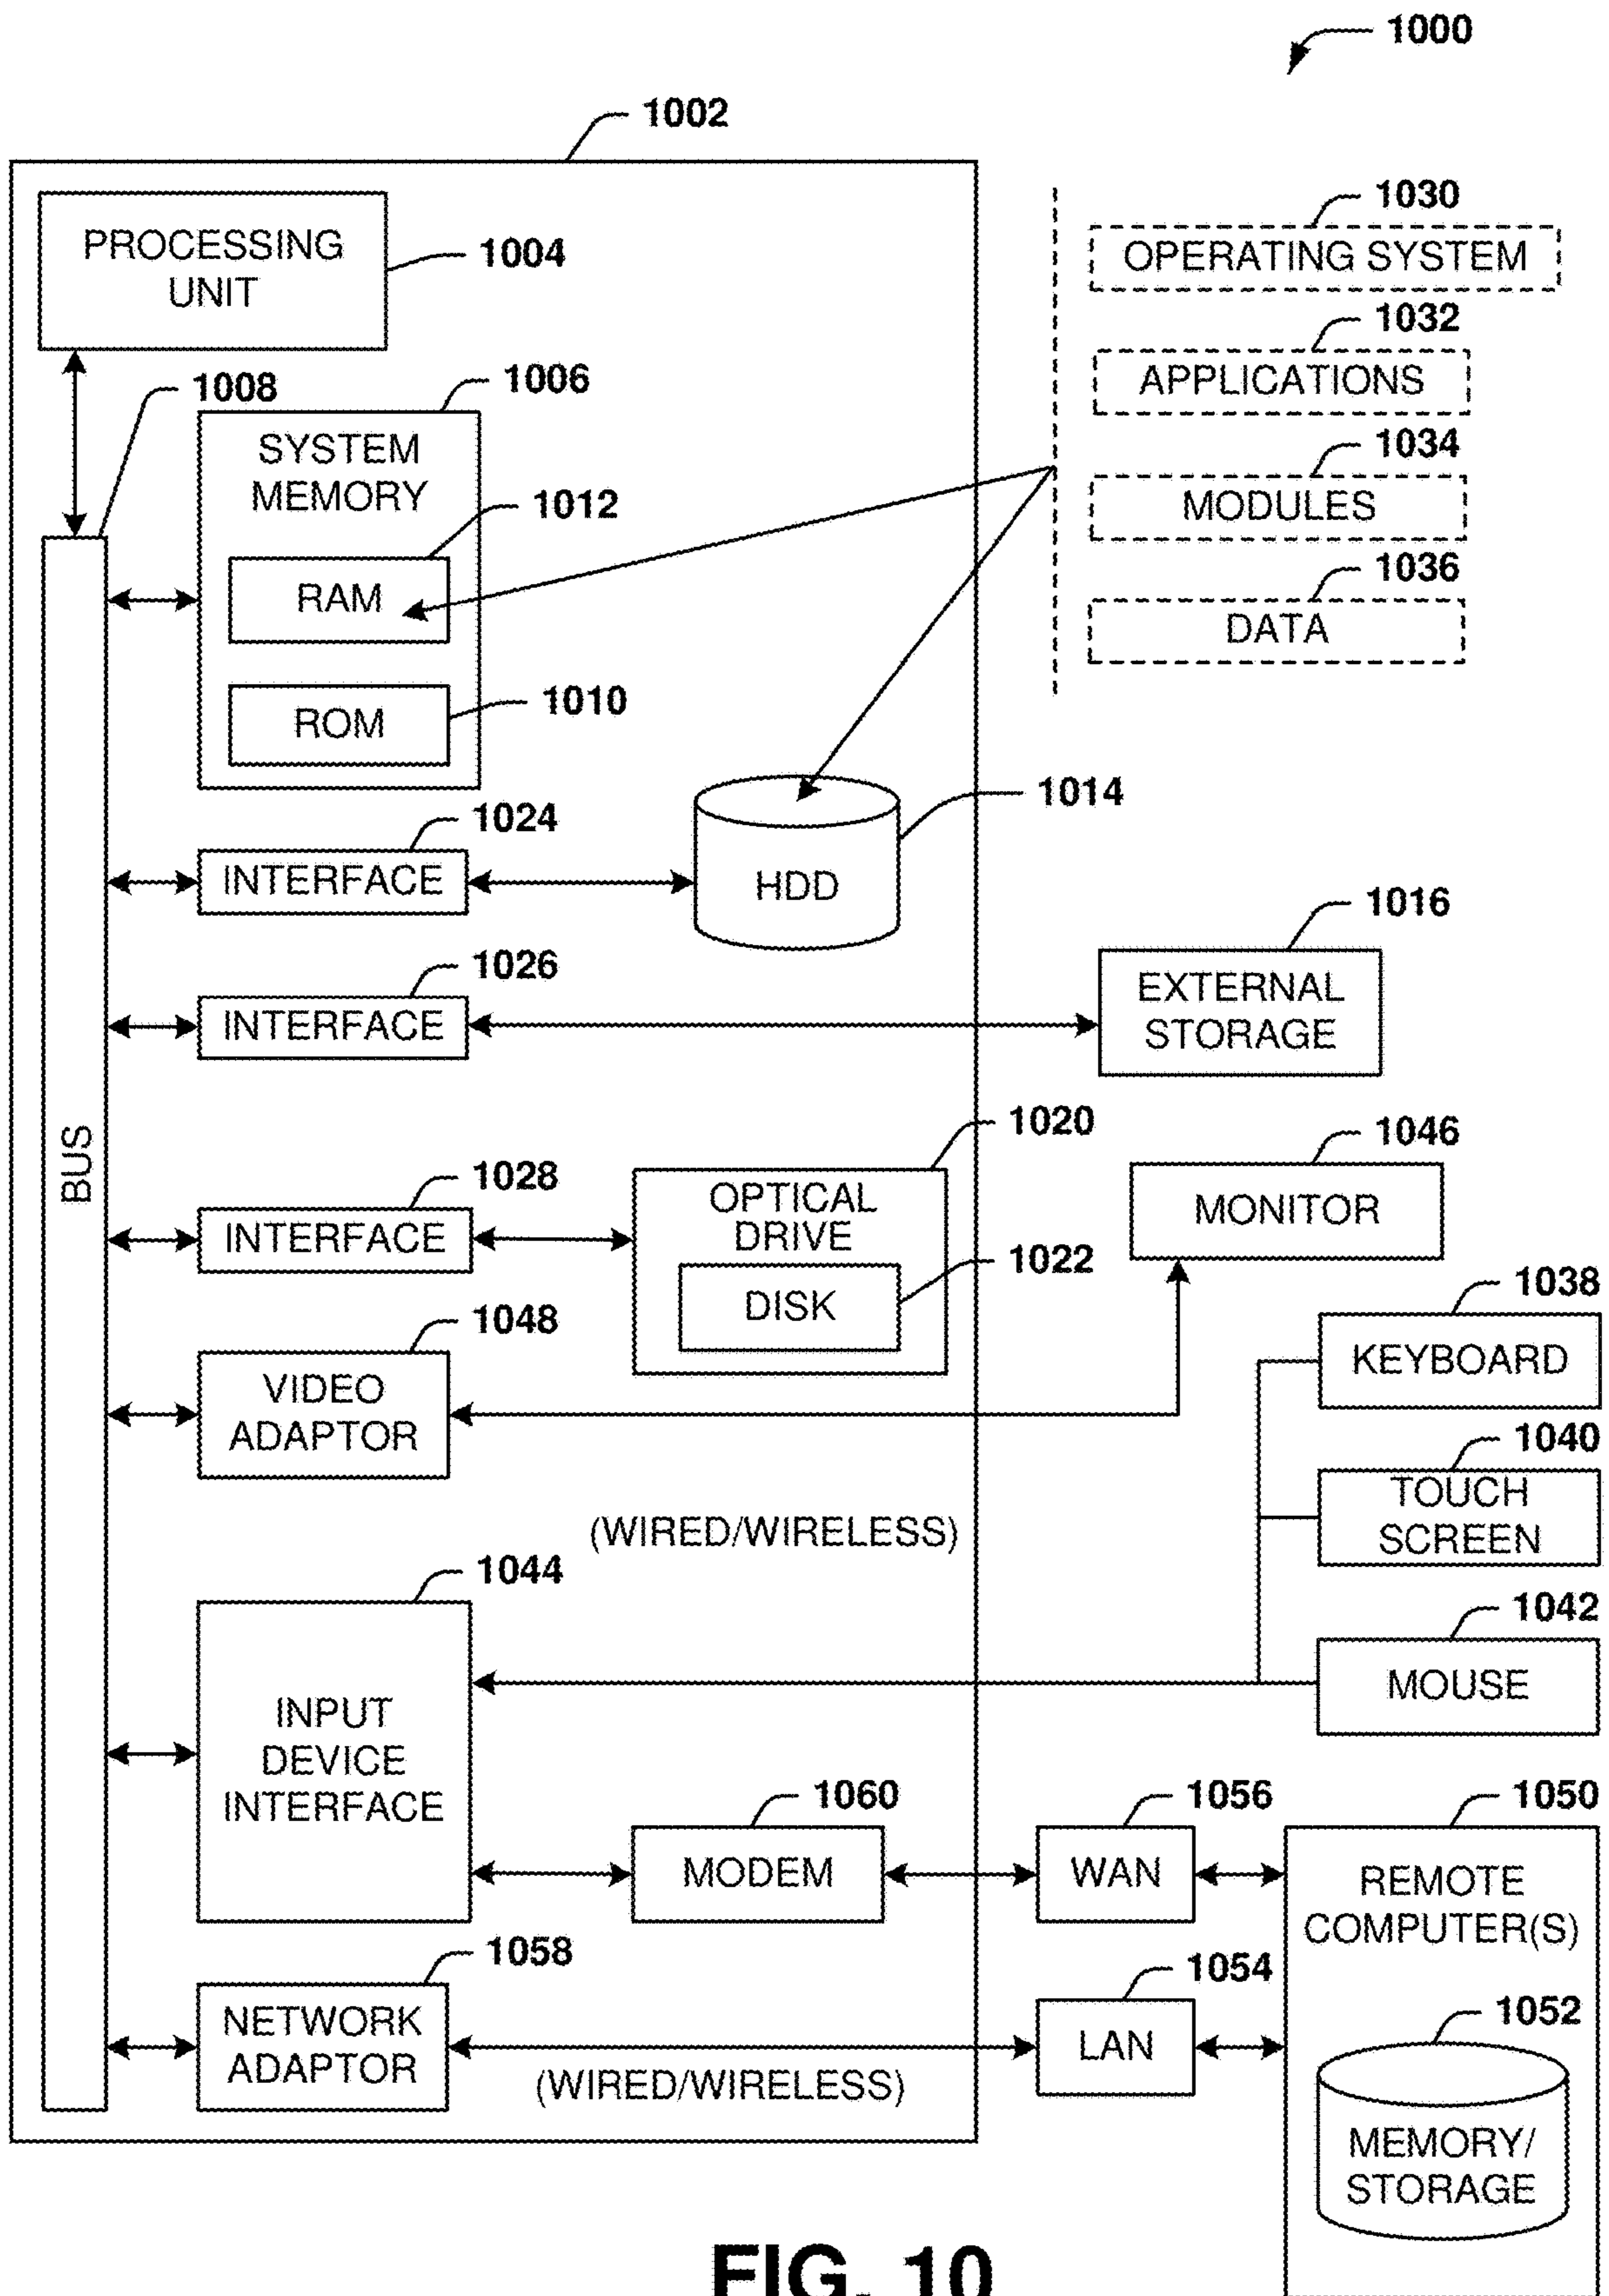 1000
1002
PROCESSING
UNIT
1004
1030
OPERATING SYSTEM
1032
APPLICATIONS
1034
MODULES
1036
DATA
1008
1006
SYSTEM
MEMORY
1012
RAM
1010
ROM
1024
INTERFACE
1014
HDD
1026
INTERFACE
1016
EXTERNAL
STORAGE
BUS
1028
INTERFACE
1020
OPTICAL
DRIVE
1022
DISK
1046
MONITOR
1048
VIDEO
ADAPTOR
1038
KEYBOARD
1040
TOUCH
SCREEN
(WIRED/WIRELESS)
1042
MOUSE
1044
INPUT
DEVICE
INTERFACE
1060
MODEM
1056
WAN
1050
REMOTE
COMPUTER(S)
1058
NETWORK
ADAPTOR
(WIRED/WIRELESS)
1054
LAN
1052
MEMORY/
STORAGE
FIG. 10